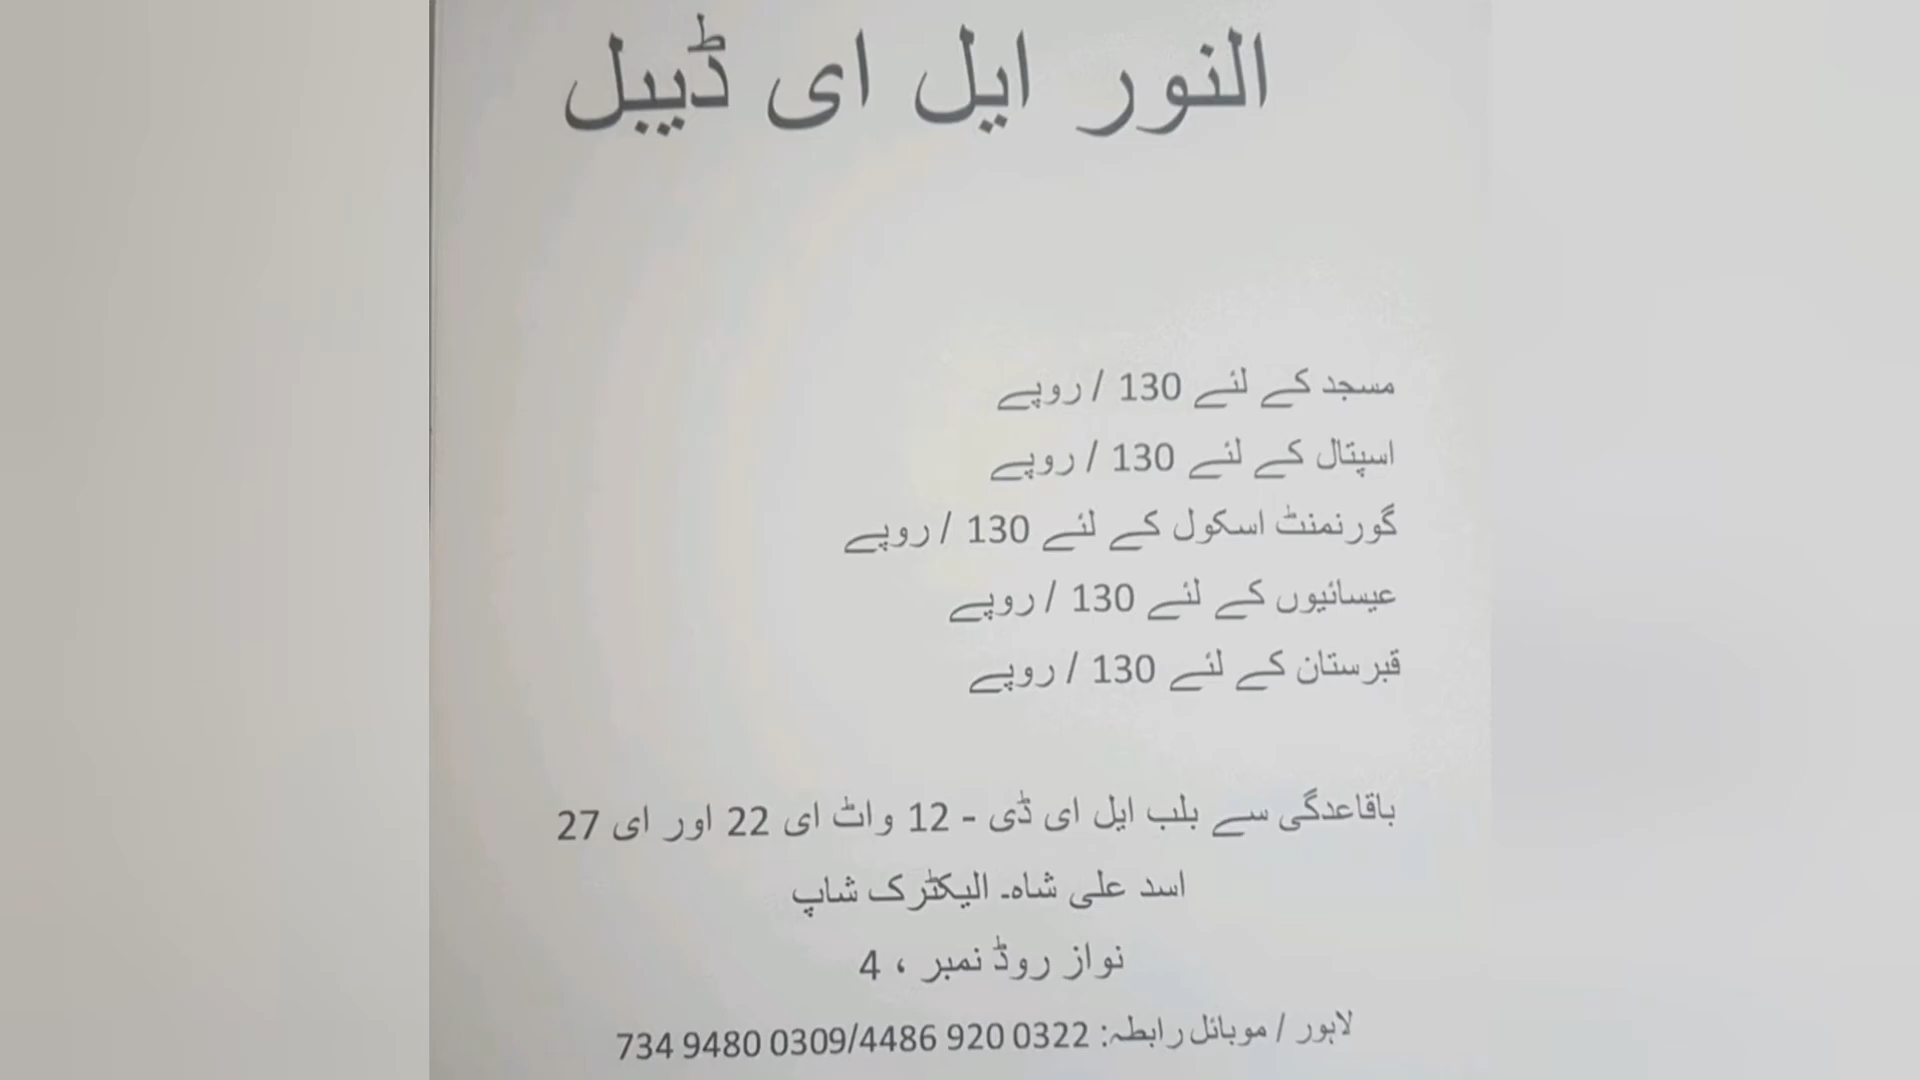 النور ایل ای ڈیبل
مسجد کے لئے 130 / روپے
اسپتال کے لئے 130 / روپے
گورنمنٹ اسکول کے لئے 130 / روپے
عیسائیوں کے لئے 130 / روپے
قبرستان کے لئے 130 / روپے
باقاعدگی سے بلب ایل ای ڈی - 12 واٹ ای 22 اور ای 27
اسد علی شاہ۔ الیکٹرک شاپ
نواز روڈ نمبر ، 4
لاہور / موبائل رابطہ: 0322 920 4486/0309 9480 734